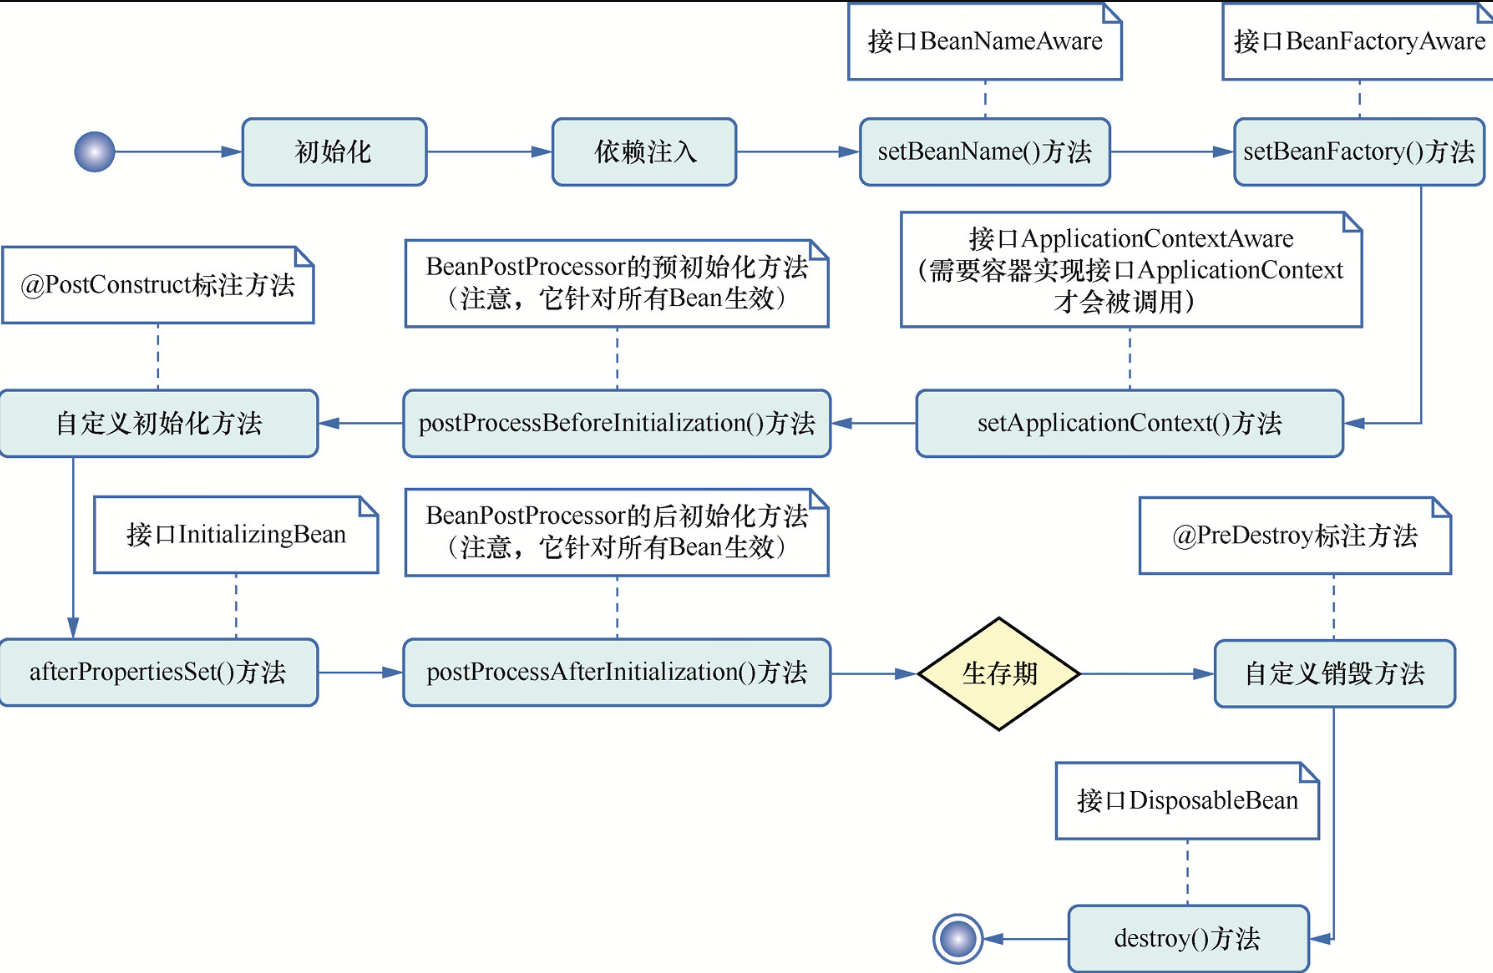 接口BeanNameAware
接口BeanFactoryAware
初始化
依赖注入
setBeanName()方法
setBeanFactory()方法
接口ApplicationContextAware
（需要容器实现接口ApplicationContext
才会被调用）
BeanPostProcessor的预初始化方法
（注意，它针对所有Bean生效）
@PostConstruct标注方法
setApplicationContext()方法
postProcessBeforeInitialization()方法
自定义初始化方法
接口InitializingBean
BeanPostProcessor的后初始化方法
（注意，它针对所有Bean生效）
@PreDestroy标注方法
afterPropertiesSet()方法
postProcessAfterInitialization()方法
生存期
自定义销毁方法
接口DisposableBean
destroy()方法